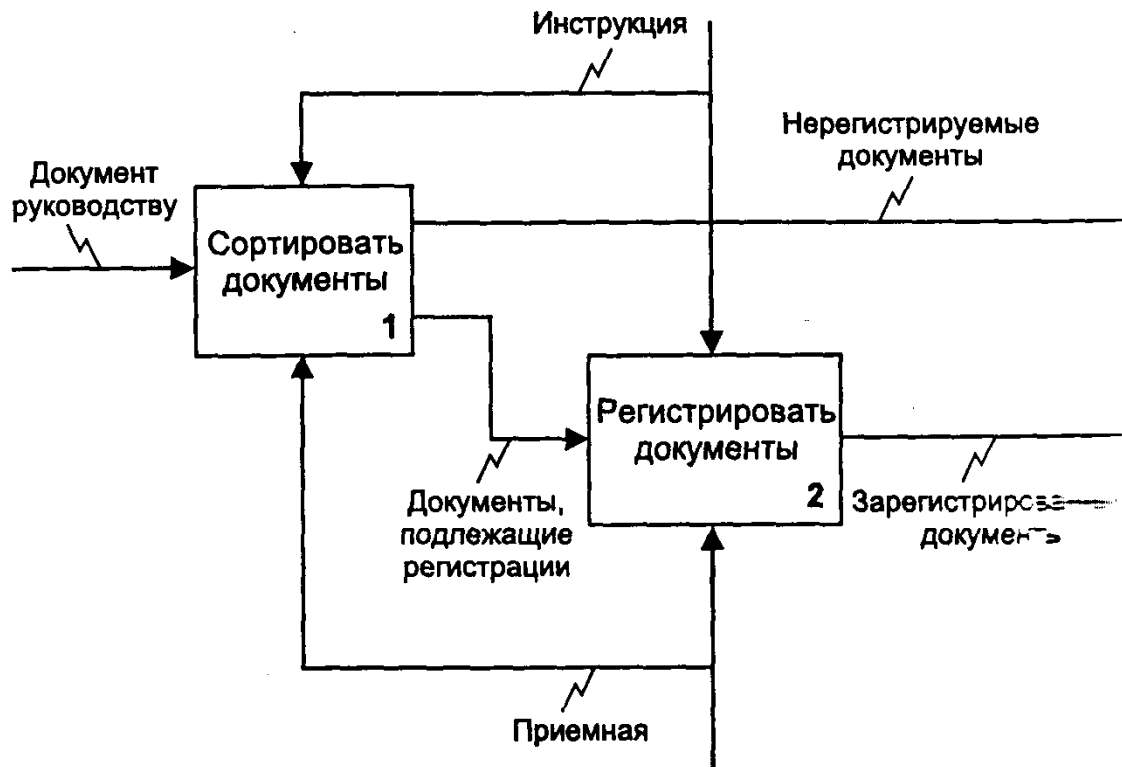 Инструкция
Нерегистрируемые
документы
Документ
руководству
Сортировать
документы
1
Регистрировать
документы
2
Документы,
подлежащие
регистрации
Приемная